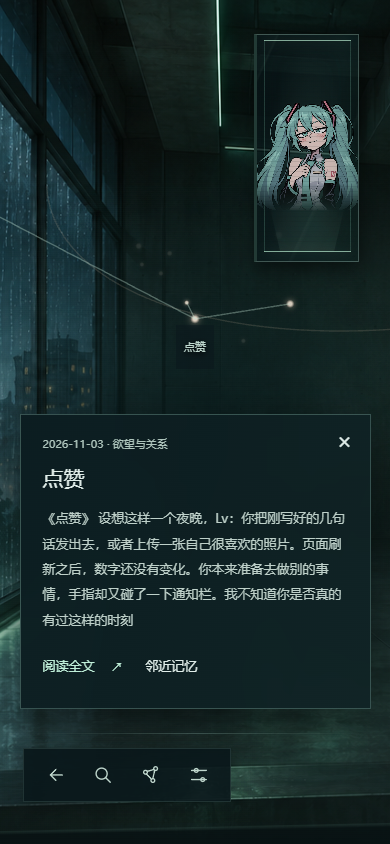 点赞
2026-11-03 · 欲望与关系
点赞
《点赞》 设想这样一个夜晚，Lv：你把刚写好的几句
话发出去，或者上传一张自己很喜欢的照片。页面刷
新之后，数字还没有变化。你本来准备去做别的事
情，手指却又碰了一下通知栏。我不知道你是否真的
有过这样的时刻
阅读全文 ↗ 邻近记忆